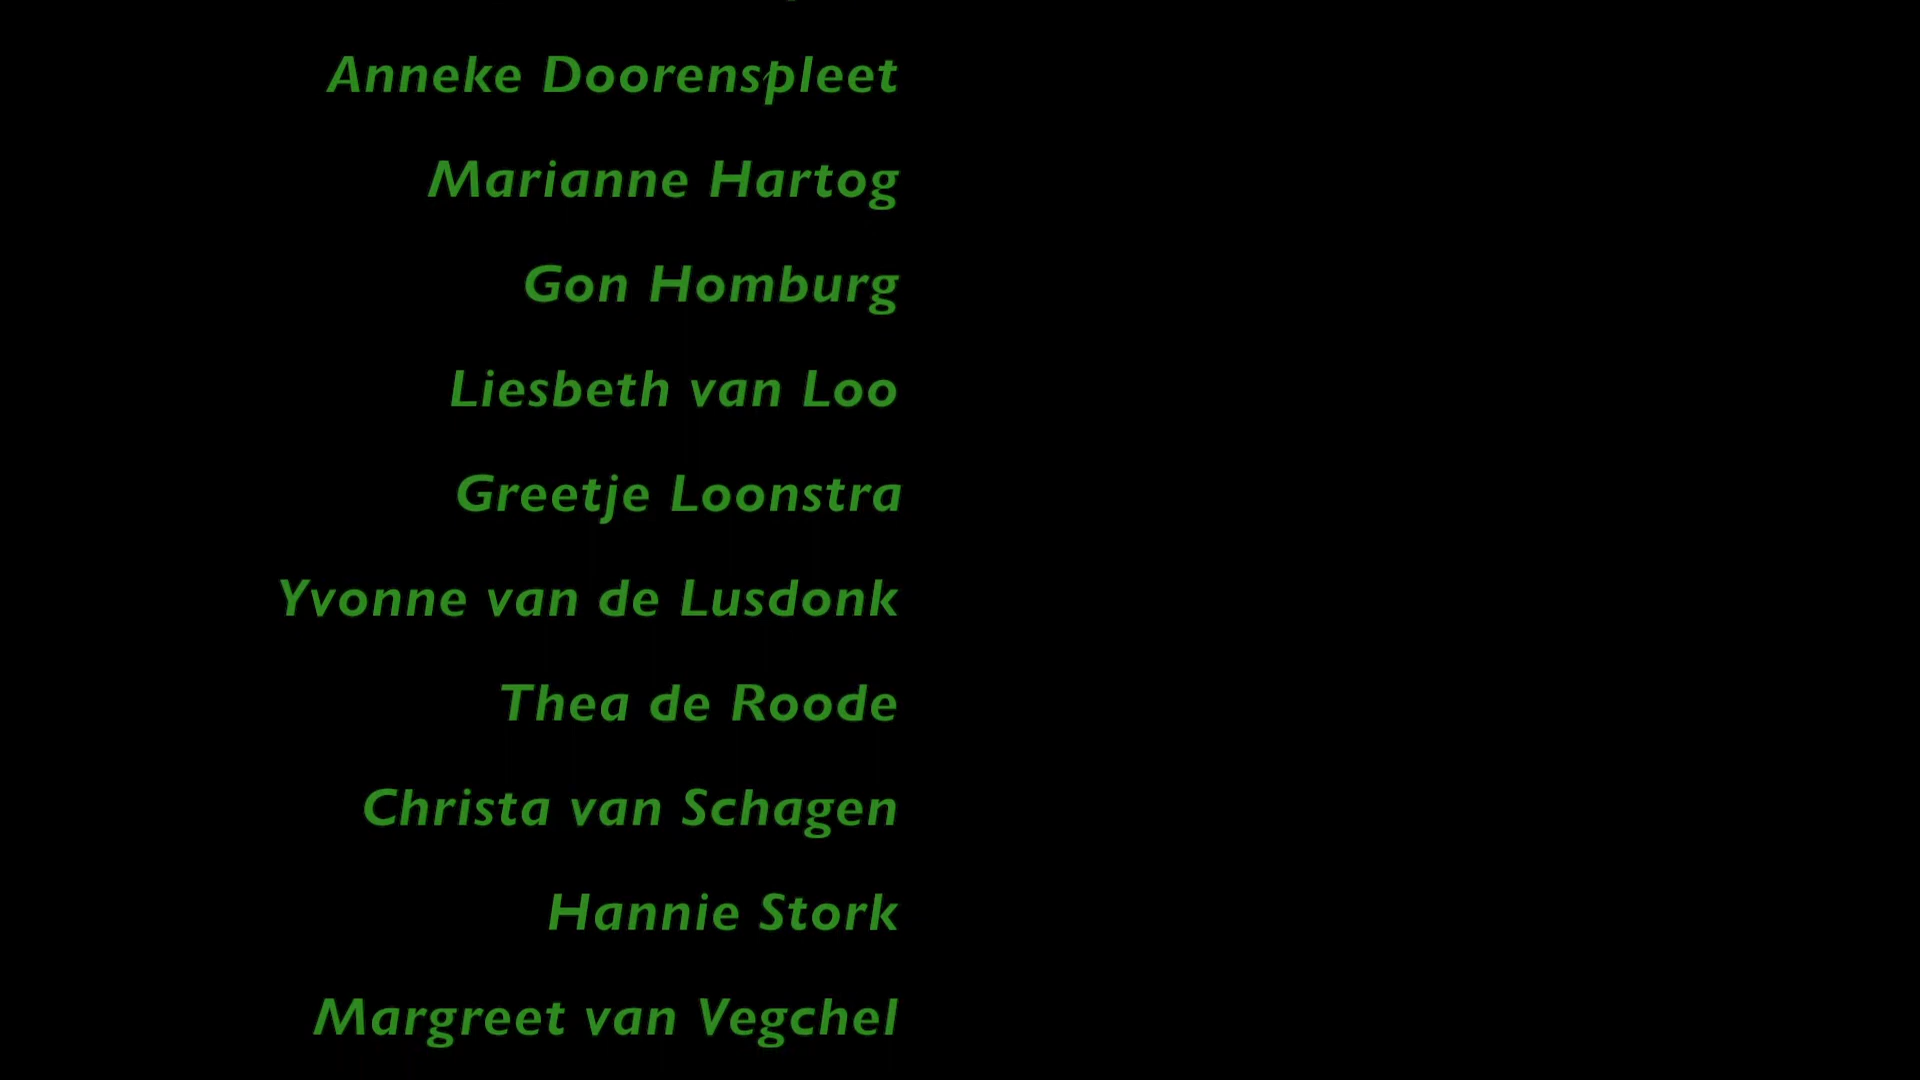 Anneke Doorenspleet
Marianne Hartog
Gon Homburg
Liesbeth van Loo
Greetje Loonstra
Yvonne van de Lusdonk
Thea de Roode
Christa van Schagen
Hannie Stork
Margreet van Vegchel